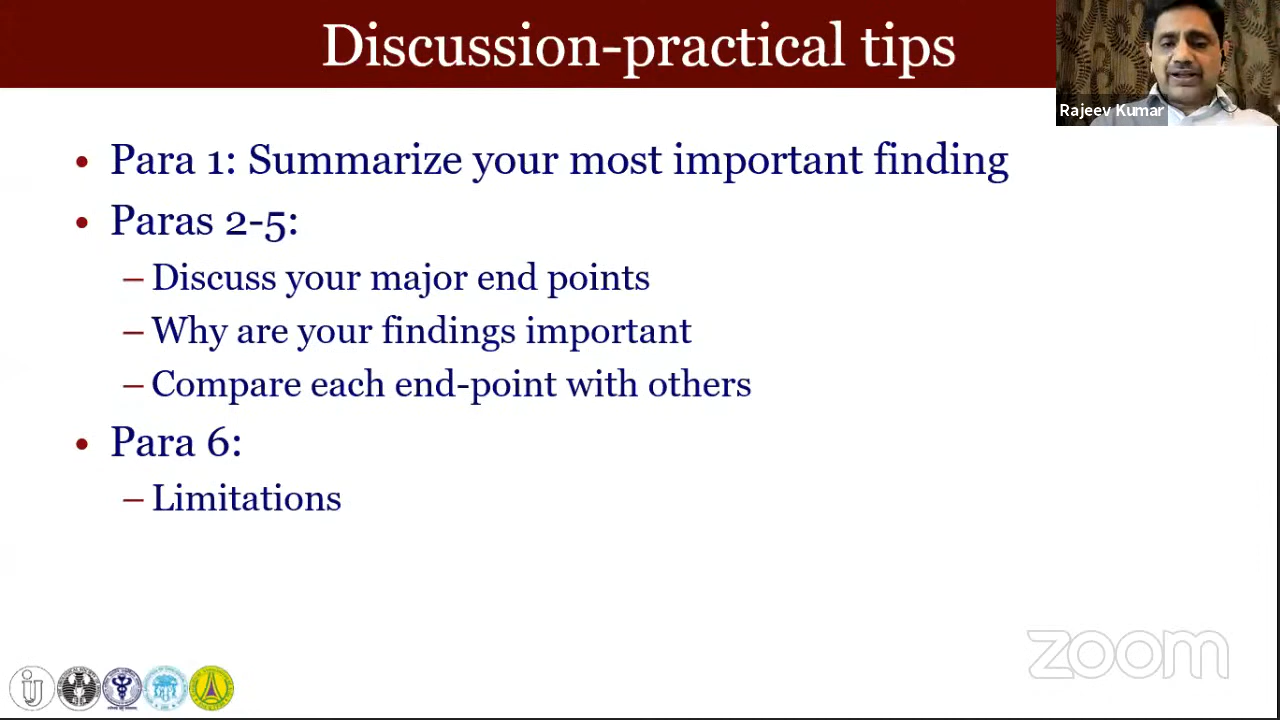 Discussion-practical tips
Rajeev Kumar
• Para 1: Summarize your most important finding
• Paras 2-5:
– Discuss your major end points
– Why are your findings important
– Compare each end-point with others
• Para 6:
– Limitations
zoom